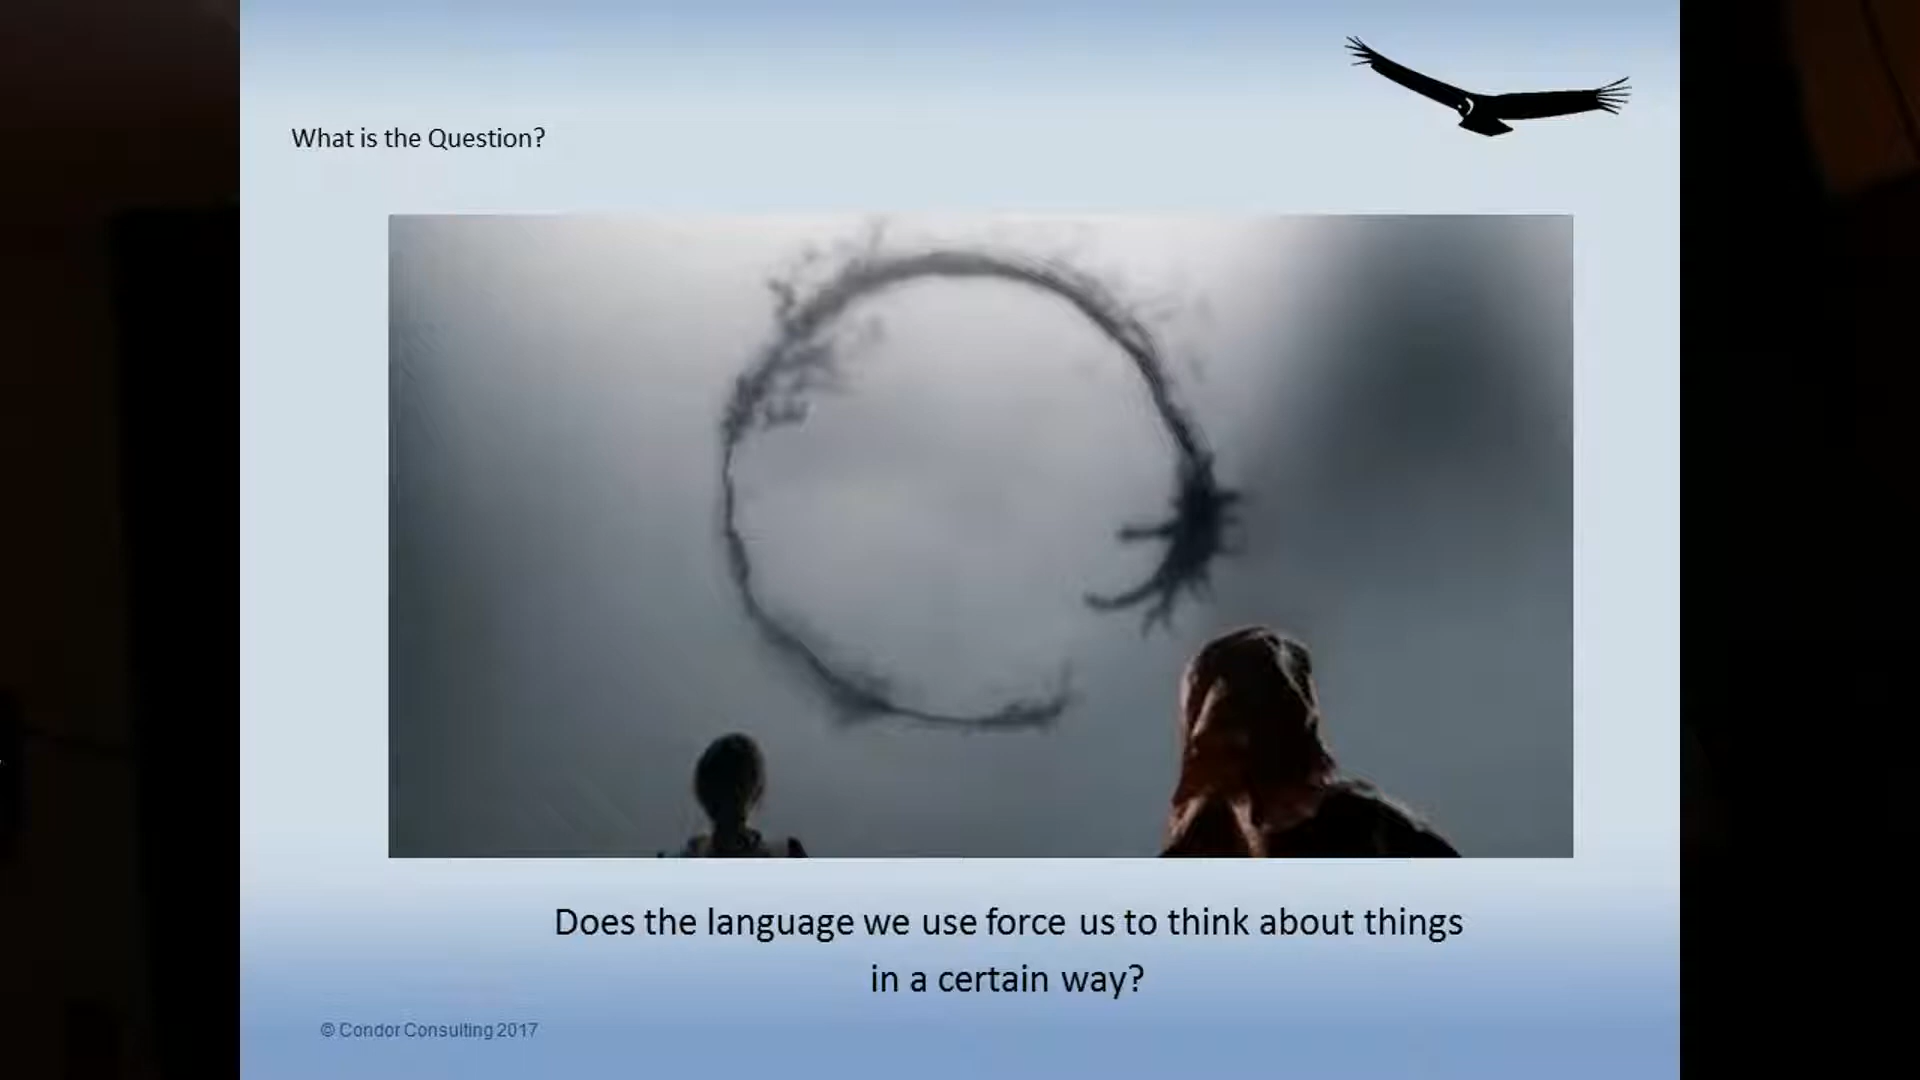 What is the Question?
Does the language we use force us to think about things
in a certain way?
© Condor Consulting 2017